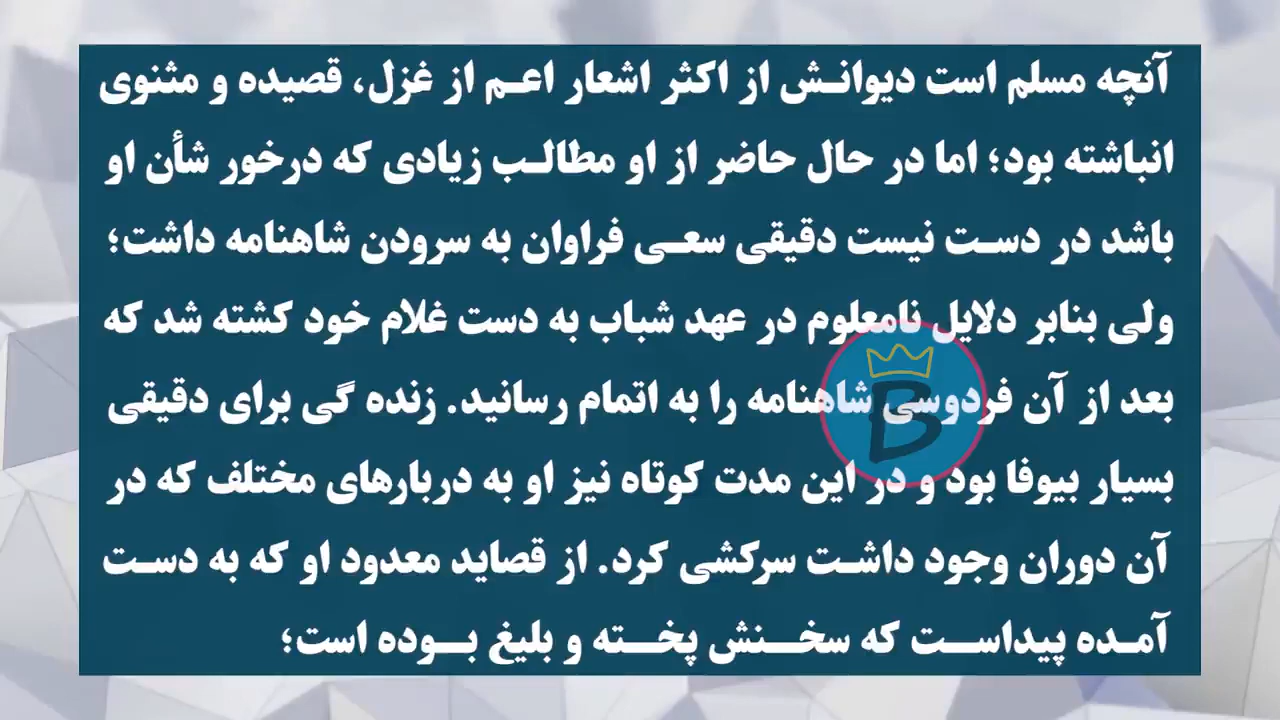 آنچه مسلم است دیوانش از اکثر اشعار اعم از غزل، قصیده و مثنوی
انباشته بود؛ اما در حال حاضر از او مطالب زیادی که درخور شأن او
باشد در دست نیست دقیقی سعی فراوان به سرودن شاهنامه داشت؛
ولی بنابر دلایل نامعلوم در عهد شباب به دست غلام خود کشته شد که
بعد از آن فردوسی شاهنامه را به اتمام رسانید. زنده گی برای دقیقی
بسیار بیوفا بود و در این مدت کوتاه نیز او به دربارهای مختلف که در
آن دوران وجود داشت سرکشی کرد. از قصاید معدود او که به دست
آمده پیداست که سخنش پخته و بلیغ بوده است؛
B